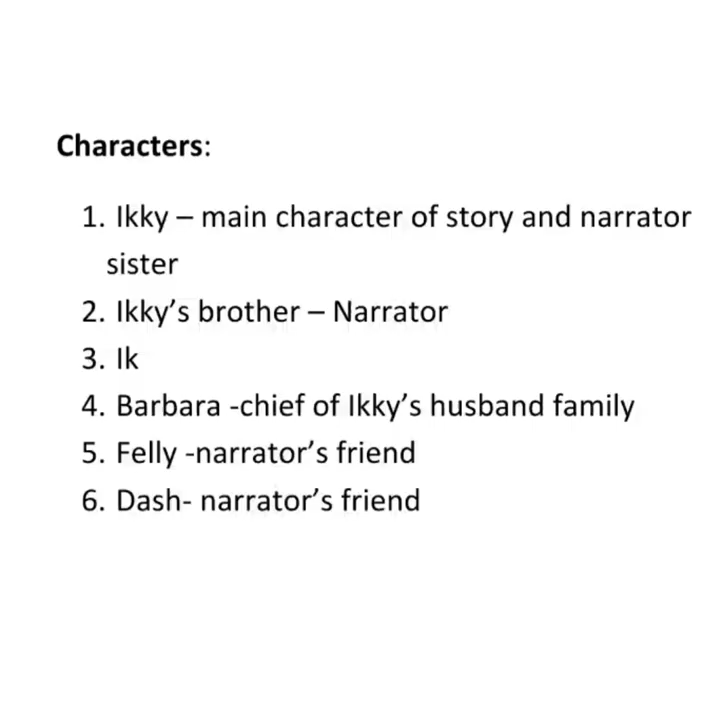 Characters:
1. Ikky – main character of story and narrator
sister
2. Ikky’s brother – Narrator
3. Ik
4. Barbara -chief of Ikky’s husband family
5. Felly -narrator’s friend
6. Dash- narrator’s friend